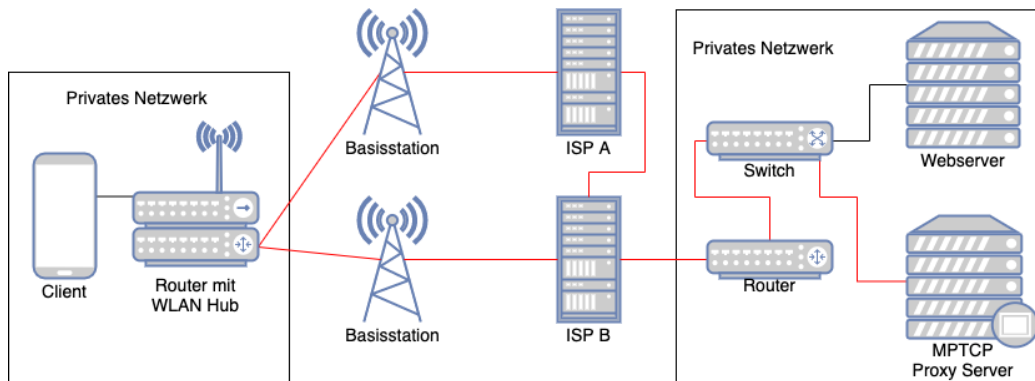 Privates Netzwerk
Client
Router mit
WLAN Hub
Basisstation
Basisstation
ISP A
ISP B
Privates Netzwerk
Switch
Router
Webserver
MPTCP
Proxy Server